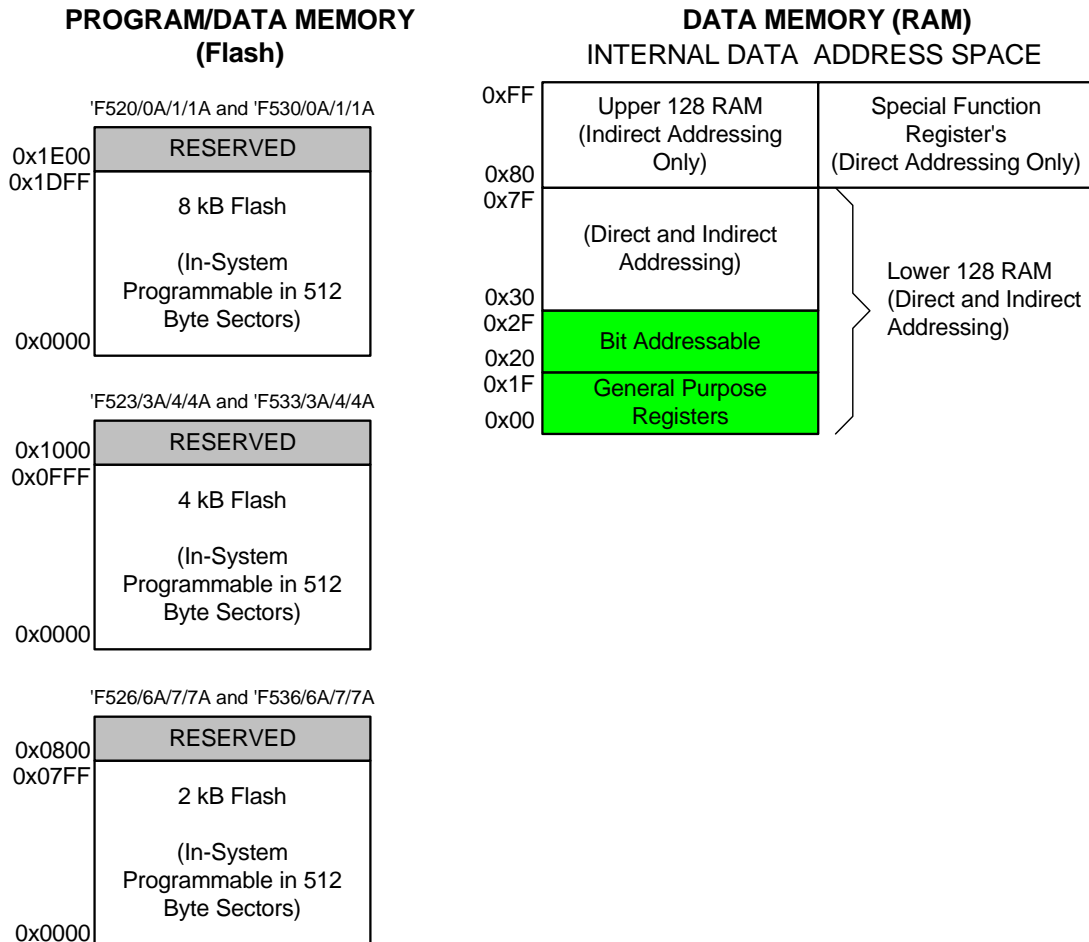 PROGRAM/DATA MEMORY
(Flash)
'F520/0A/1/1A and 'F530/0A/1/1A
RESERVED
0x1E00
0x1DFF
8 kB Flash
(In-System
Programmable in 512
Byte Sectors)
0x0000
'F523/3A/4/4A and 'F533/3A/4/4A
RESERVED
0x1000
0x0FFF
4 kB Flash
(In-System
Programmable in 512
Byte Sectors)
0x0000
'F526/6A/7/7A and 'F536/6A/7/7A
RESERVED
0x0800
0x07FF
2 kB Flash
(In-System
Programmable in 512
Byte Sectors)
0x0000
DATA MEMORY (RAM)
INTERNAL DATA ADDRESS SPACE
0xFF
Upper 128 RAM
(Indirect Addressing
Only)
0x80
Special Function
Register's
(Direct Addressing Only)
0x7F
(Direct and Indirect
Addressing)
0x30
0x2F
Bit Addressable
0x20
0x1F
General Purpose
Registers
0x00
Lower 128 RAM
(Direct and Indirect
Addressing)